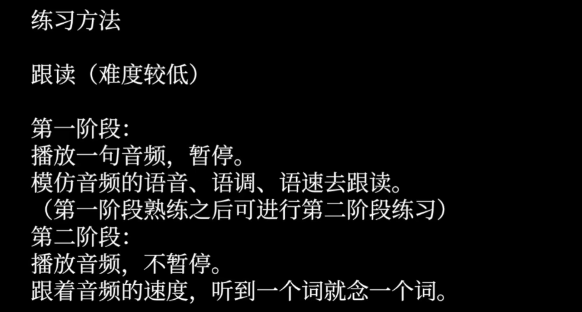 练习方法
跟读（难度较低）
第一阶段：
播放一句音频，暂停。
模仿音频的语音、语调、语速去跟读。
（第一阶段熟练之后可进行第二阶段练习）
第二阶段：
播放音频，不暂停。
跟着音频的速度，听到一个词就念一个词。